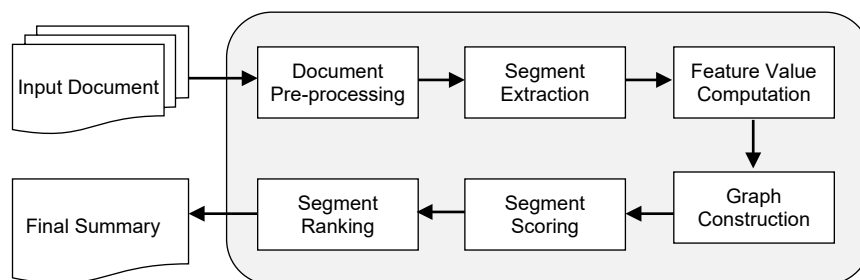 Input Document
Document
Pre-processing
Segment
Extraction
Feature Value
Computation
Graph
Construction
Segment
Scoring
Segment
Ranking
Final Summary